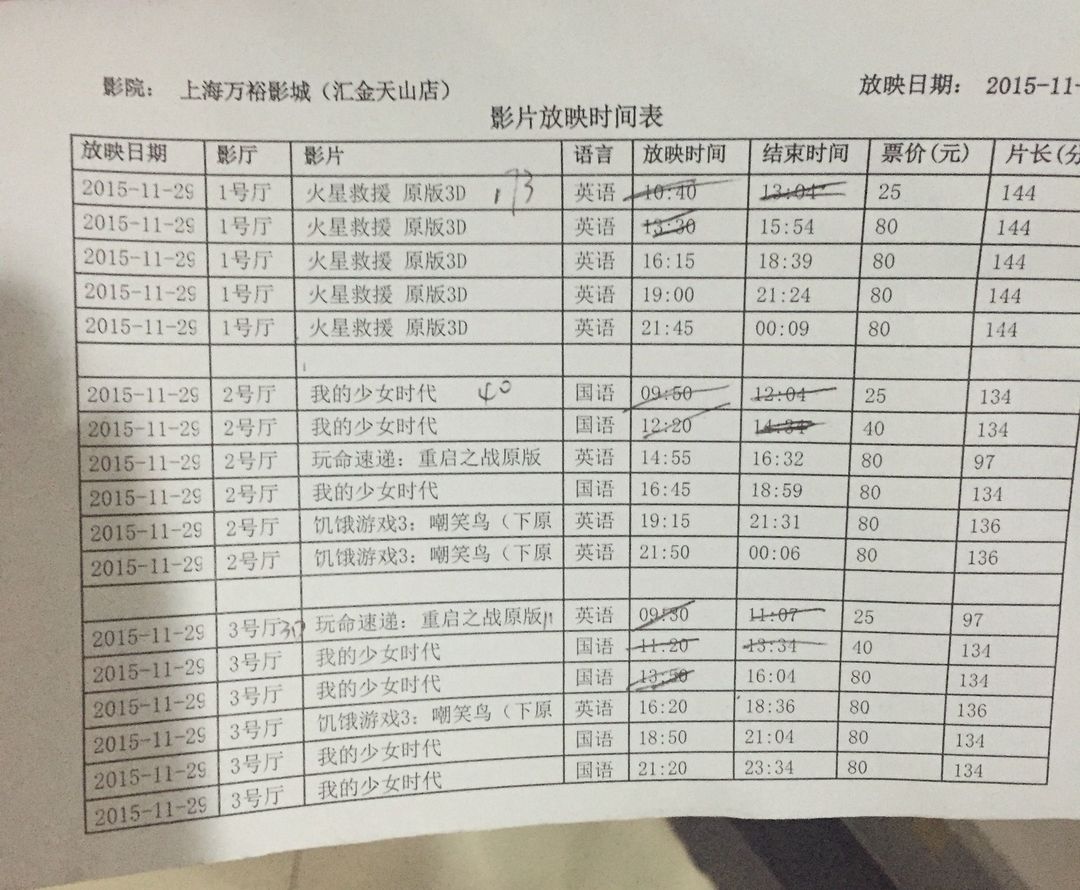 影院： 上海万裕影城（汇金天山店） 放映日期： 2015-11-
影片放映时间表
放映日期 影厅 影片 语言 放映时间 结束时间 票价(元) 片长(分
2015-11-29 1号厅 火星救援 原版3D 173 英语 10:40 13:04 25 144
2015-11-29 1号厅 火星救援 原版3D 英语 13:30 15:54 80 144
2015-11-29 1号厅 火星救援 原版3D 英语 16:15 18:39 80 144
2015-11-29 1号厅 火星救援 原版3D 英语 19:00 21:24 80 144
2015-11-29 1号厅 火星救援 原版3D 英语 21:45 00:09 80 144
2015-11-29 2号厅 我的少女时代 40 国语 09:50 12:04 25 134
2015-11-29 2号厅 我的少女时代 国语 12:20 14:34 40 134
2015-11-29 2号厅 玩命速递：重启之战原版 英语 14:55 16:32 80 97
2015-11-29 2号厅 我的少女时代 国语 16:45 18:59 80 134
2015-11-29 2号厅 饥饿游戏3：嘲笑鸟（下原 英语 19:15 21:31 80 136
2015-11-29 2号厅 饥饿游戏3：嘲笑鸟（下原 英语 21:50 00:06 80 136
2015-11-29 3号厅 玩命速递：重启之战原版 英语 09:30 11:07 25 97
2015-11-29 3号厅 我的少女时代 国语 11:20 13:34 40 134
2015-11-29 3号厅 我的少女时代 国语 13:50 16:04 80 134
2015-11-29 3号厅 饥饿游戏3：嘲笑鸟（下原 英语 16:20 18:36 80 136
2015-11-29 3号厅 我的少女时代 国语 18:50 21:04 80 134
2015-11-29 3号厅 我的少女时代 国语 21:20 23:34 80 134